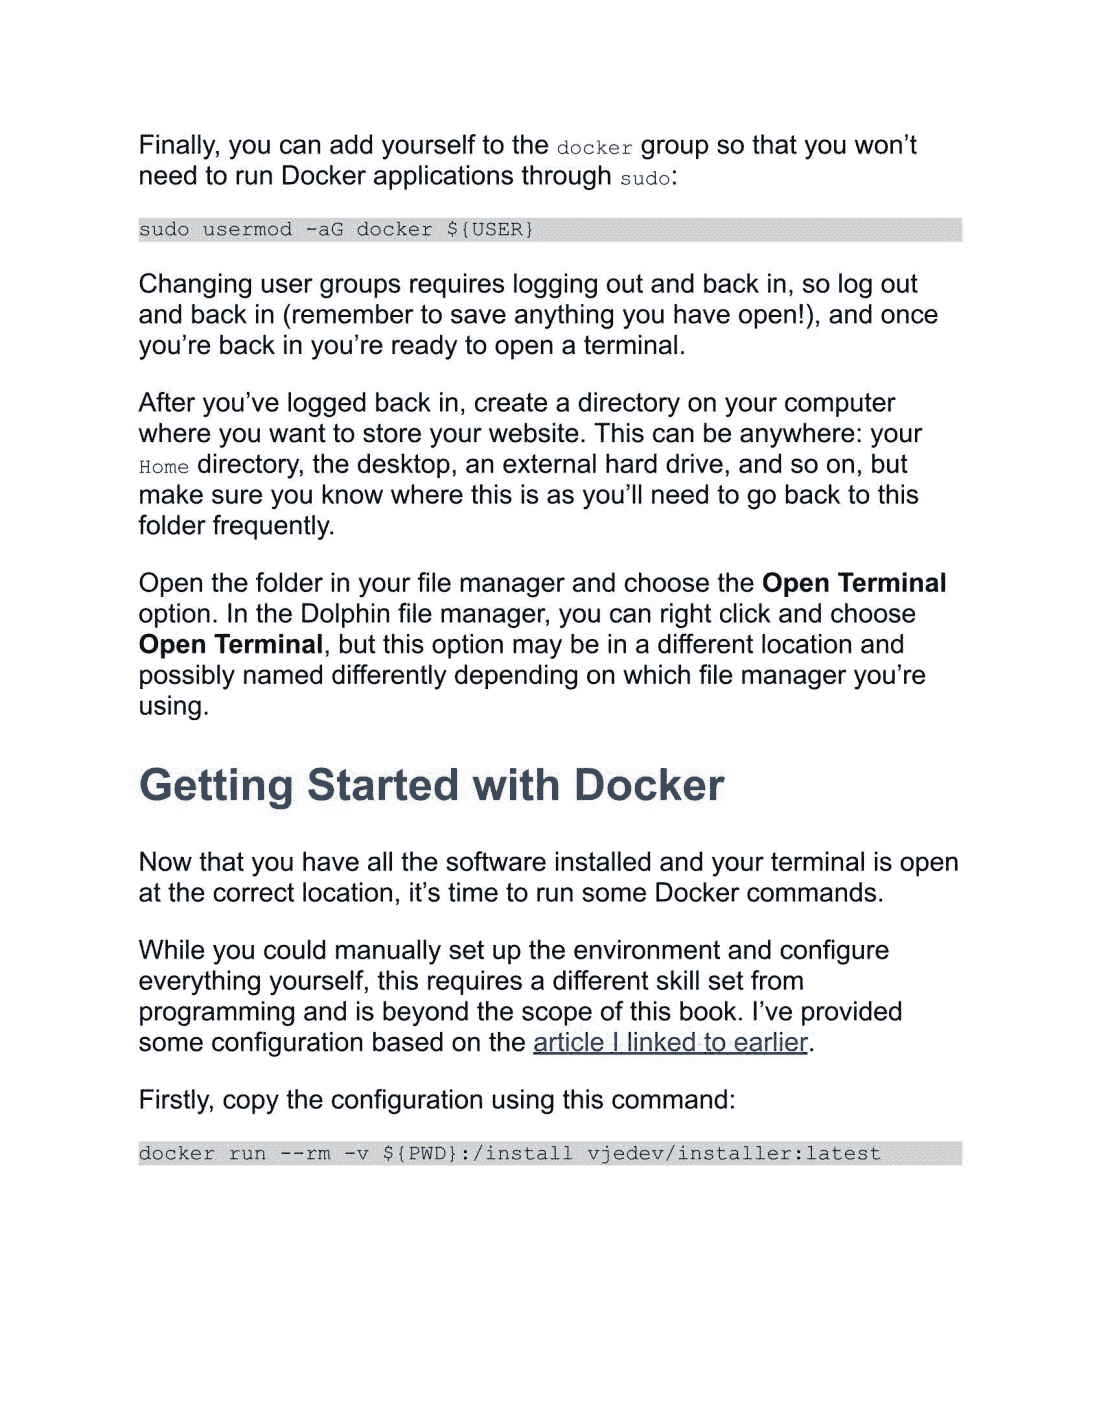 Finally, you can add yourself to the docker group so that you won’t
need to run Docker applications through sudo:
sudo usermod -aG docker ${USER}
Changing user groups requires logging out and back in, so log out
and back in (remember to save anything you have open!), and once
you’re back in you’re ready to open a terminal.
After you’ve logged back in, create a directory on your computer
where you want to store your website. This can be anywhere: your
Home directory, the desktop, an external hard drive, and so on, but
make sure you know where this is as you’ll need to go back to this
folder frequently.
Open the folder in your file manager and choose the Open Terminal
option. In the Dolphin file manager, you can right click and choose
Open Terminal, but this option may be in a different location and
possibly named differently depending on which file manager you’re
using.
Getting Started with Docker
Now that you have all the software installed and your terminal is open
at the correct location, it’s time to run some Docker commands.
While you could manually set up the environment and configure
everything yourself, this requires a different skill set from
programming and is beyond the scope of this book. I’ve provided
some configuration based on the article I linked to earlier.
Firstly, copy the configuration using this command:
docker run --rm -v ${PWD}:/install vjedev/installer:latest